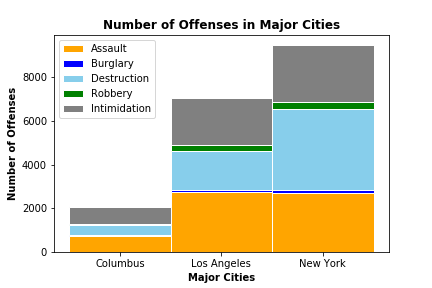 Number of Offenses in Major Cities
Assault
Burglary
Destruction
Robbery
Intimidation
Number of Offenses
8000
6000
4000
2000
0
Columbus
Los Angeles
New York
Major Cities